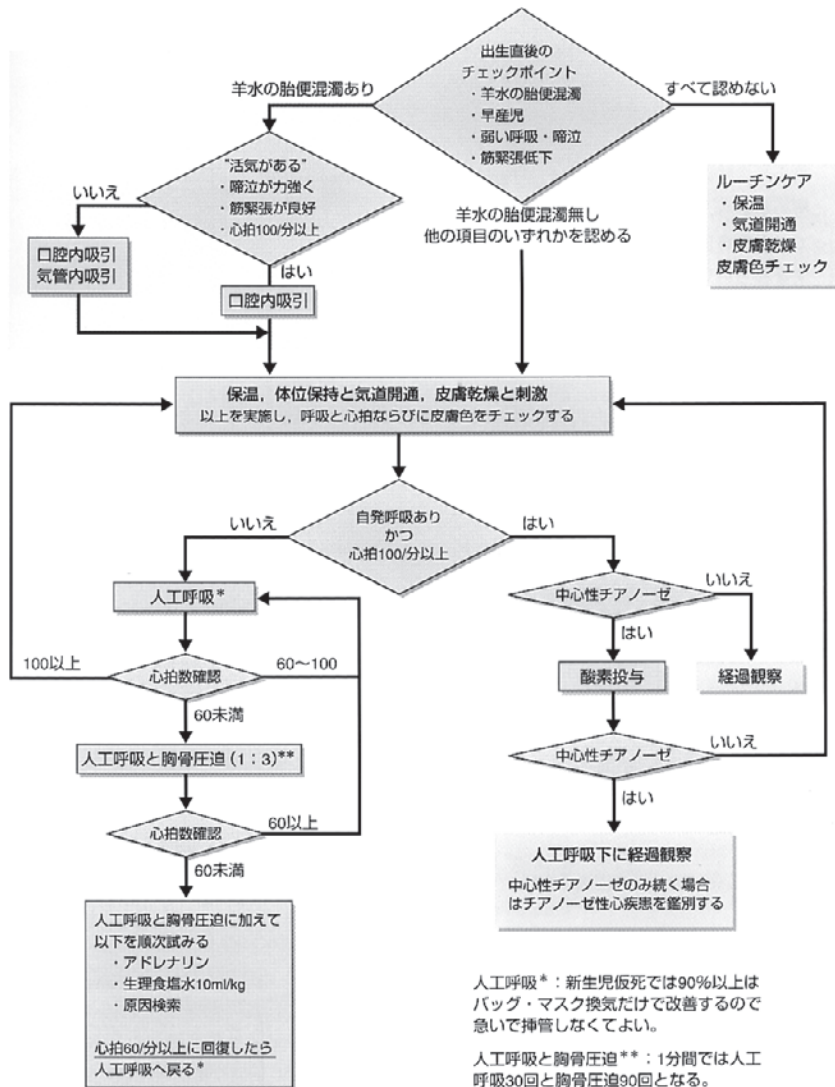 出生直後の
チェックポイント
・羊水の胎便混濁
・早産児
・弱い呼吸・啼泣
・筋緊張低下
羊水の胎便混濁あり
すべて認めない
"活気がある"
・啼泣が力強く
・筋緊張が良好
・心拍100/分以上
いいえ
はい
口腔内吸引
気管内吸引
口腔内吸引
羊水の胎便混濁無し
他の項目のいずれかを認める
ルーチンケア
・保温
・気道開通
・皮膚乾燥
皮膚色チェック
保温，体位保持と気道開通，皮膚乾燥と刺激
以上を実施し，呼吸と心拍ならびに皮膚色をチェックする
自発呼吸あり
かつ
心拍100/分以上
いいえ
はい
人工呼吸*
心拍数確認
100以上
60～100
60未満
人工呼吸と胸骨圧迫(1：3)**
心拍数確認
60以上
60未満
人工呼吸と胸骨圧迫に加えて
以下を順次試みる
・アドレナリン
・生理食塩水10ml/kg
・原因検索
心拍60/分以上に回復したら
人工呼吸へ戻る*
中心性チアノーゼ
いいえ
はい
酸素投与
経過観察
中心性チアノーゼ
いいえ
はい
人工呼吸下に経過観察
中心性チアノーゼのみ続く場合
はチアノーゼ性心疾患を鑑別する
人工呼吸*：新生児仮死では90%以上は
バッグ・マスク換気だけで改善するので
急いで挿管しなくてよい。
人工呼吸と胸骨圧迫**：1分間では人工
呼吸30回と胸骨圧迫90回となる。